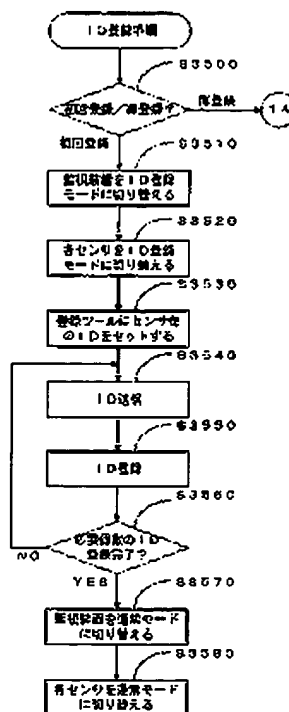 ID登録手順
S3500
初回登録/再登録?
再登録
14
初回登録
S3510
監視装置をID登録
モードに切り替える
S3520
各センサをID登録
モードに切り替える
S3530
登録ツールにセンサ
のIDをセットする
S3540
ID送信
S3550
ID登録
S3560
必要個数のID
登録完了?
NO
YES
S3570
監視装置を通常モード
に切り替える
S3580
各センサを通常モード
に切り替える